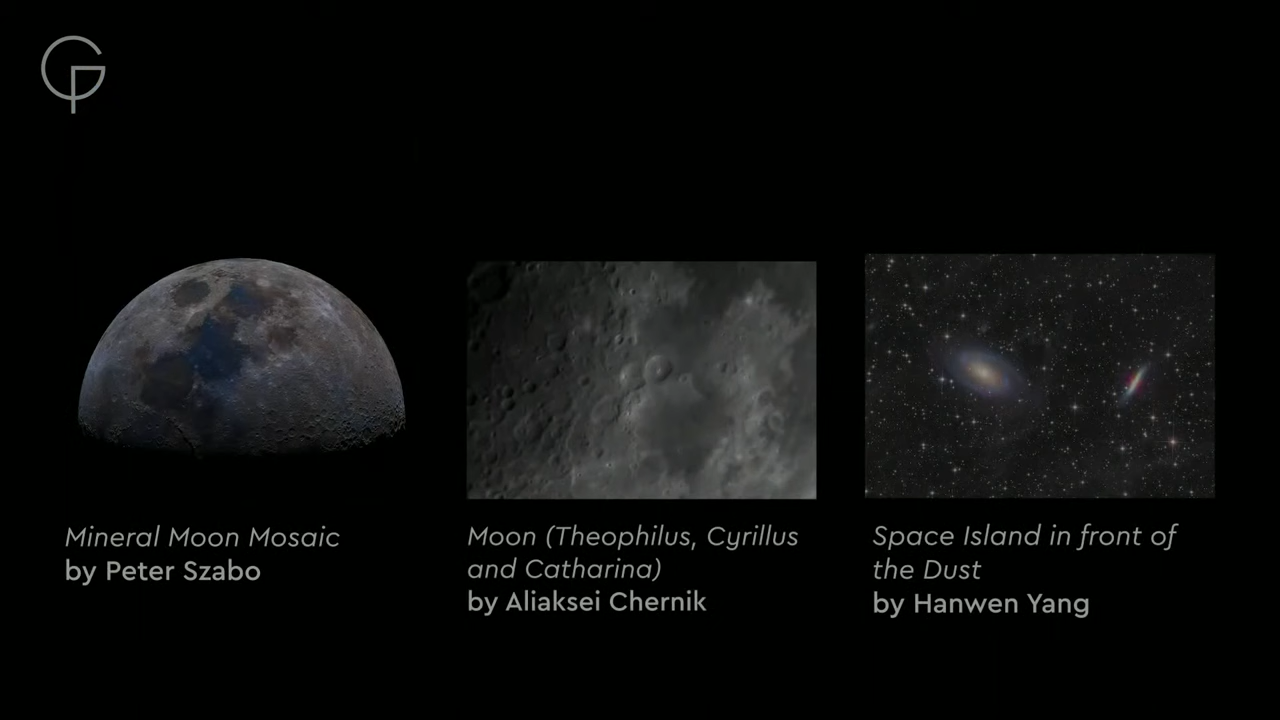 Mineral Moon Mosaic
by Peter Szabo
Moon (Theophilus, Cyrillus
and Catharina)
by Aliaksei Chernik
Space Island in front of
the Dust
by Hanwen Yang